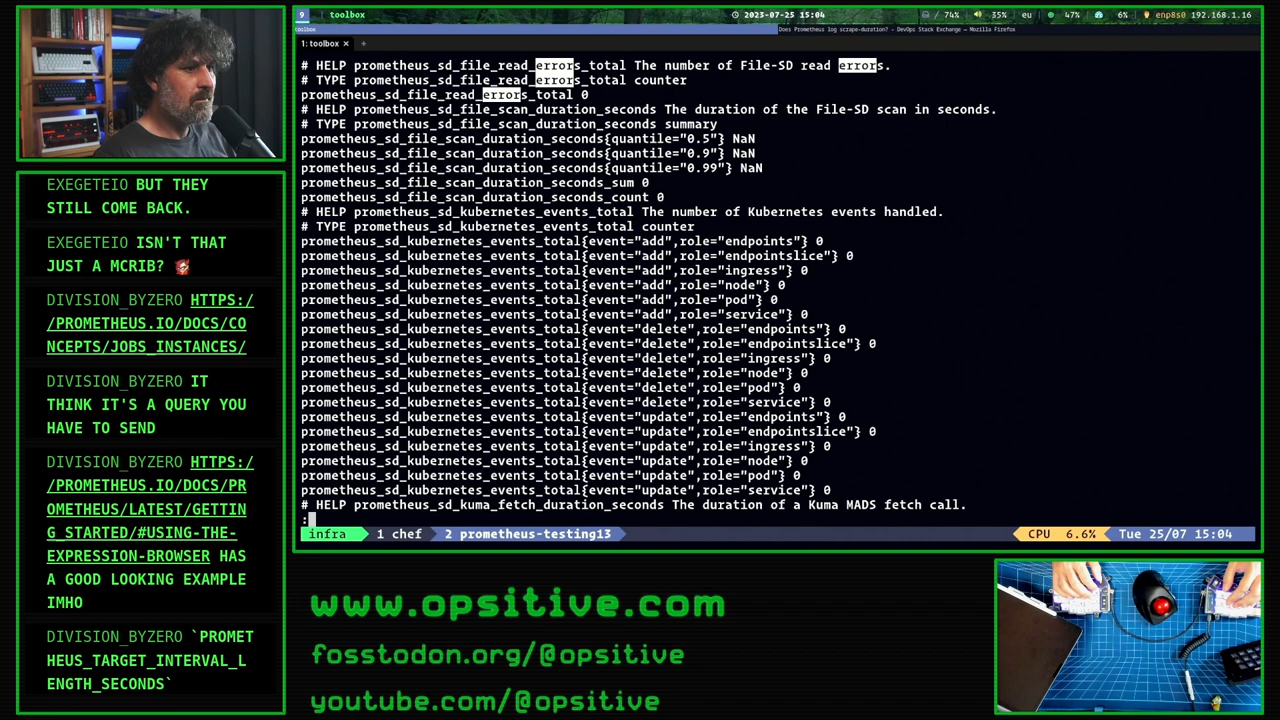 9 toolbox 2023-07-25 15:04 / 74% 35% eu 47% 6% enp8s0 192.168.1.16
toolbox Does Prometheus log scrape-duration? - DevOps Stack Exchange — Mozilla Firefox
1: toolbox × +
# HELP prometheus_sd_file_read_errors_total The number of File-SD read errors.
# TYPE prometheus_sd_file_read_errors_total counter
prometheus_sd_file_read_errors_total 0
# HELP prometheus_sd_file_scan_duration_seconds The duration of the File-SD scan in seconds.
# TYPE prometheus_sd_file_scan_duration_seconds summary
prometheus_sd_file_scan_duration_seconds{quantile="0.5"} NaN
prometheus_sd_file_scan_duration_seconds{quantile="0.9"} NaN
prometheus_sd_file_scan_duration_seconds{quantile="0.99"} NaN
prometheus_sd_file_scan_duration_seconds_sum 0
prometheus_sd_file_scan_duration_seconds_count 0
# HELP prometheus_sd_kubernetes_events_total The number of Kubernetes events handled.
# TYPE prometheus_sd_kubernetes_events_total counter
prometheus_sd_kubernetes_events_total{event="add",role="endpoints"} 0
prometheus_sd_kubernetes_events_total{event="add",role="endpointslice"} 0
prometheus_sd_kubernetes_events_total{event="add",role="ingress"} 0
prometheus_sd_kubernetes_events_total{event="add",role="node"} 0
prometheus_sd_kubernetes_events_total{event="add",role="pod"} 0
prometheus_sd_kubernetes_events_total{event="add",role="service"} 0
prometheus_sd_kubernetes_events_total{event="delete",role="endpoints"} 0
prometheus_sd_kubernetes_events_total{event="delete",role="endpointslice"} 0
prometheus_sd_kubernetes_events_total{event="delete",role="ingress"} 0
prometheus_sd_kubernetes_events_total{event="delete",role="node"} 0
prometheus_sd_kubernetes_events_total{event="delete",role="pod"} 0
prometheus_sd_kubernetes_events_total{event="delete",role="service"} 0
prometheus_sd_kubernetes_events_total{event="update",role="endpoints"} 0
prometheus_sd_kubernetes_events_total{event="update",role="endpointslice"} 0
prometheus_sd_kubernetes_events_total{event="update",role="ingress"} 0
prometheus_sd_kubernetes_events_total{event="update",role="node"} 0
prometheus_sd_kubernetes_events_total{event="update",role="pod"} 0
prometheus_sd_kubernetes_events_total{event="update",role="service"} 0
# HELP prometheus_sd_kuma_fetch_duration_seconds The duration of a Kuma MADS fetch call.
:
infra 1 chef 2 prometheus-testing13 CPU 6.6% Tue 25/07 15:04
EXEGETEIO BUT THEY
STILL COME BACK.
EXEGETEIO ISN'T THAT
JUST A MCRIB?
DIVISION_BYZERO HTTPS:/
/PROMETHEUS.IO/DOCS/CO
NCEPTS/JOBS_INSTANCES/
DIVISION_BYZERO IT
THINK IT'S A QUERY YOU
HAVE TO SEND
DIVISION_BYZERO HTTPS:/
/PROMETHEUS.IO/DOCS/PR
OMETHEUS/LATEST/GETTIN
G_STARTED/#USING-THE-
EXPRESSION-BROWSER HAS
A GOOD LOOKING EXAMPLE
IMHO
DIVISION_BYZERO `PROMET
HEUS_TARGET_INTERVAL_L
ENGTH_SECONDS`
www.opsitive.com
fosstodon.org/@opsitive
youtube.com/@opsitive